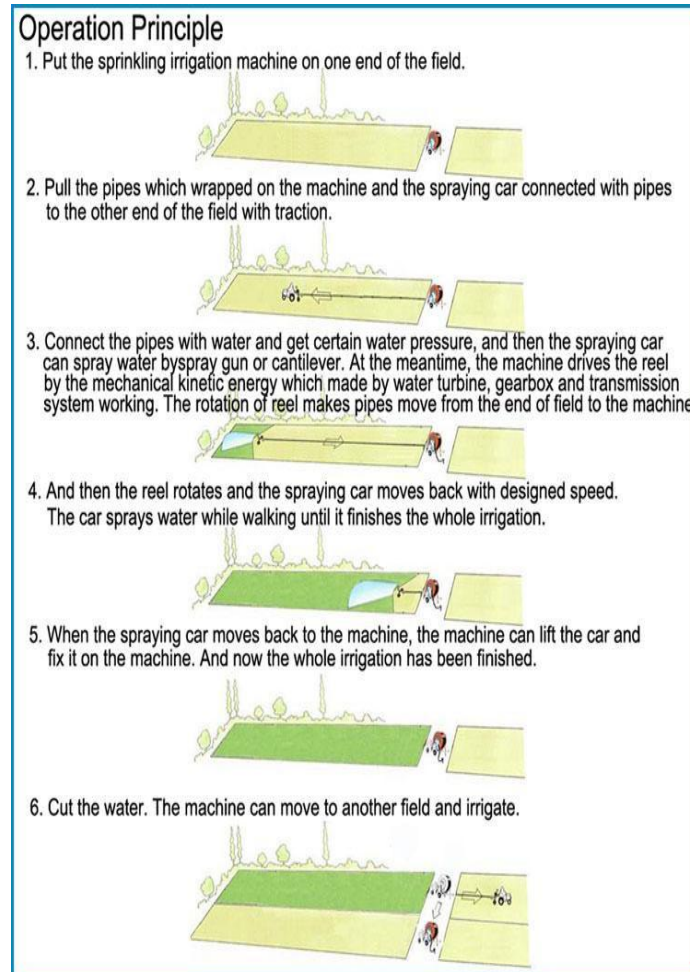 Operation Principle
1. Put the sprinkling irrigation machine on one end of the field.
2. Pull the pipes which wrapped on the machine and the spraying car connected with pipes
to the other end of the field with traction.
3. Connect the pipes with water and get certain water pressure, and then the spraying car
can spray water byspray gun or cantilever. At the meantime, the machine drives the reel
by the mechanical kinetic energy which made by water turbine, gearbox and transmission
system working. The rotation of reel makes pipes move from the end of field to the machine
4. And then the reel rotates and the spraying car moves back with designed speed.
The car sprays water while walking until it finishes the whole irrigation.
5. When the spraying car moves back to the machine, the machine can lift the car and
fix it on the machine. And now the whole irrigation has been finished.
6. Cut the water. The machine can move to another field and irrigate.